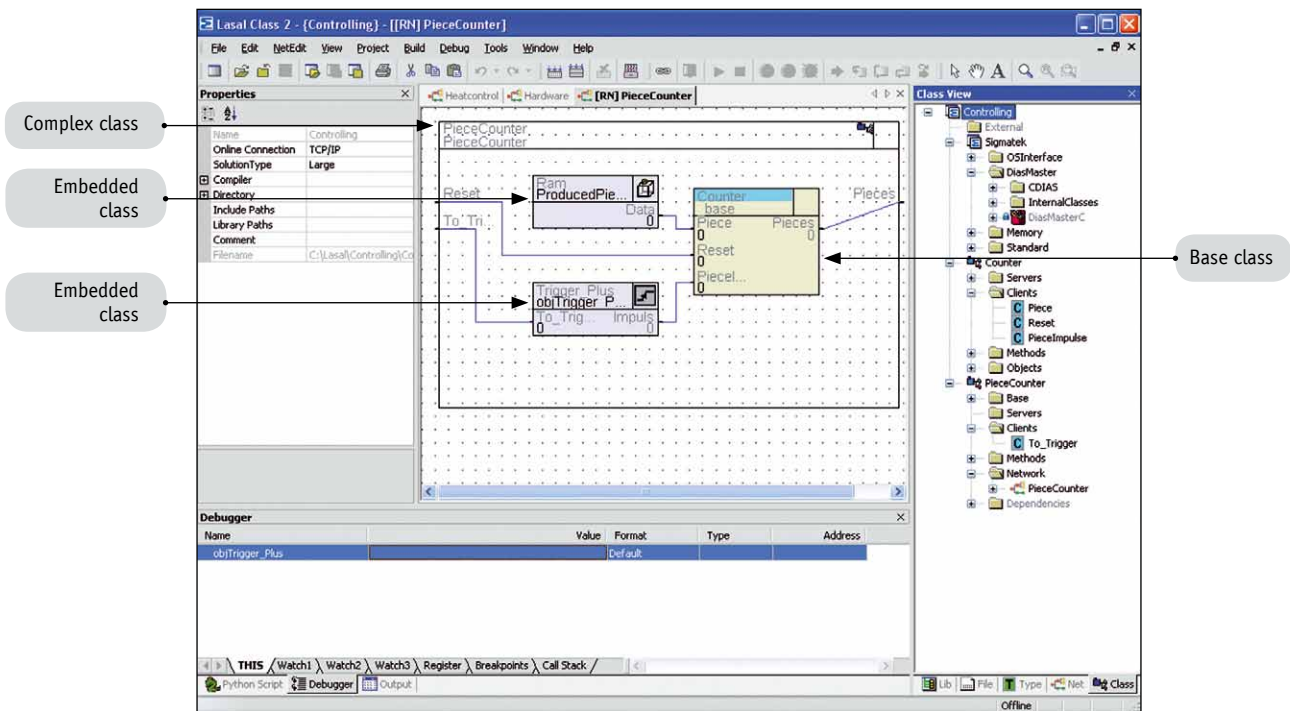 Lasal Class 2 - {Controlling} - [[RN] PieceCounter]
File Edit NetEdit View Project Build Debug Tools Window Help
Properties
Heatcontrol
Hardware
[RN] PieceCounter
Class View
Name Controlling
Online Connection TCP/IP
SolutionType Large
Compiler
Directory
Include Paths
Library Paths
Comment
Filename C:\Lasal\Controlling\Co
Complex class
Embedded
class
Embedded
class
Base class
PieceCounter
PieceCounter
Reset
To_Tri...
Ram
ProducedPie...
Data
0
Counter
base
Piece Pieces
0 0
Reset
0
PieceI...
0
Pieces
Trigger_Plus
objTrigger_P...
To_Trig... Impuls
0 0
Controlling
External
Sigmatek
OSInterface
DiasMaster
CDIAS
InternalClasses
DiasMasterC
Memory
Standard
Counter
Servers
Clients
C Piece
C Reset
C PieceImpulse
Methods
Objects
PieceCounter
Base
Servers
Clients
C To_Trigger
Methods
Network
PieceCounter
Dependencies
Debugger
Name Value Format Type Address
objTrigger_Plus Default
THIS Watch1 Watch2 Watch3 Register Breakpoints Call Stack
Python Script Debugger Output
Lib File Type Net Class
Offline